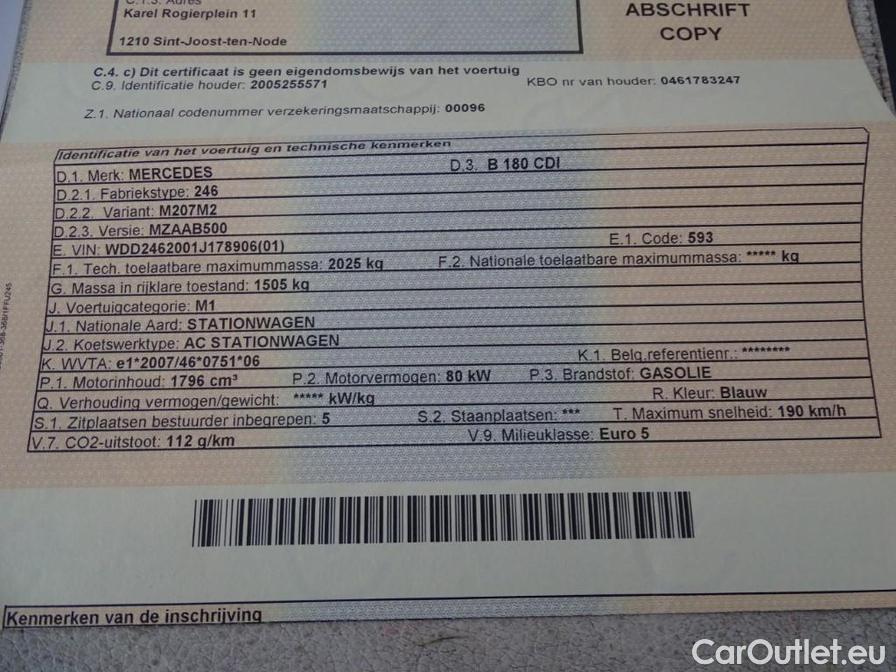 C.1.3. Adres
Karel Rogierplein 11
1210 Sint-Joost-ten-Node
ABSCHRIFT
COPY
C.4. c) Dit certificaat is geen eigendomsbewijs van het voertuig
C.9. Identificatie houder: 2005255571 KBO nr van houder: 0461783247
Z.1. Nationaal codenummer verzekeringsmaatschappij: 00096
Identificatie van het voertuig en technische kenmerken
D.1. Merk: MERCEDES D.3. B 180 CDI
D.2.1. Fabriekstype: 246
D.2.2. Variant: M207M2
D.2.3. Versie: MZAAB500
E. VIN: WDD2462001J178906(01) E.1. Code: 593
F.1. Tech. toelaatbare maximummassa: 2025 kg F.2. Nationale toelaatbare maximummassa: ***** kg
G. Massa in rijklare toestand: 1505 kg
J. Voertuigcategorie: M1
J.1. Nationale Aard: STATIONWAGEN
J.2. Koetswerktype: AC STATIONWAGEN
K. WVTA: e1*2007/46*0751*06 K.1. Belg.referentienr.: ********
P.1. Motorinhoud: 1796 cm³ P.2. Motorvermogen: 80 kW P.3. Brandstof: GASOLIE
Q. Verhouding vermogen/gewicht: ***** kW/kg R. Kleur: Blauw
S.1. Zitplaatsen bestuurder inbegrepen: 5 S.2. Staanplaatsen: *** T. Maximum snelheid: 190 km/h
V.7. CO2-uitstoot: 112 g/km V.9. Milieuklasse: Euro 5
Kenmerken van de inschrijving
CarOutlet.eu